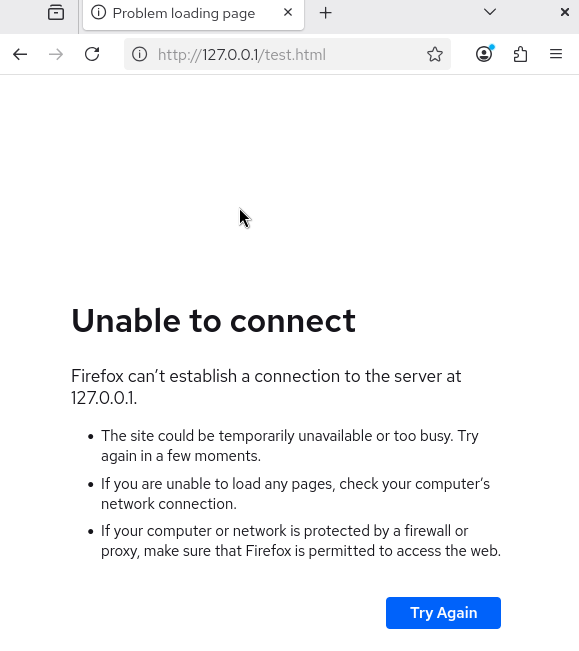 Problem loading page
http://127.0.0.1/test.html
Unable to connect
Firefox can’t establish a connection to the server at
127.0.0.1.
• The site could be temporarily unavailable or too busy. Try
again in a few moments.
• If you are unable to load any pages, check your computer’s
network connection.
• If your computer or network is protected by a firewall or
proxy, make sure that Firefox is permitted to access the web.
Try Again